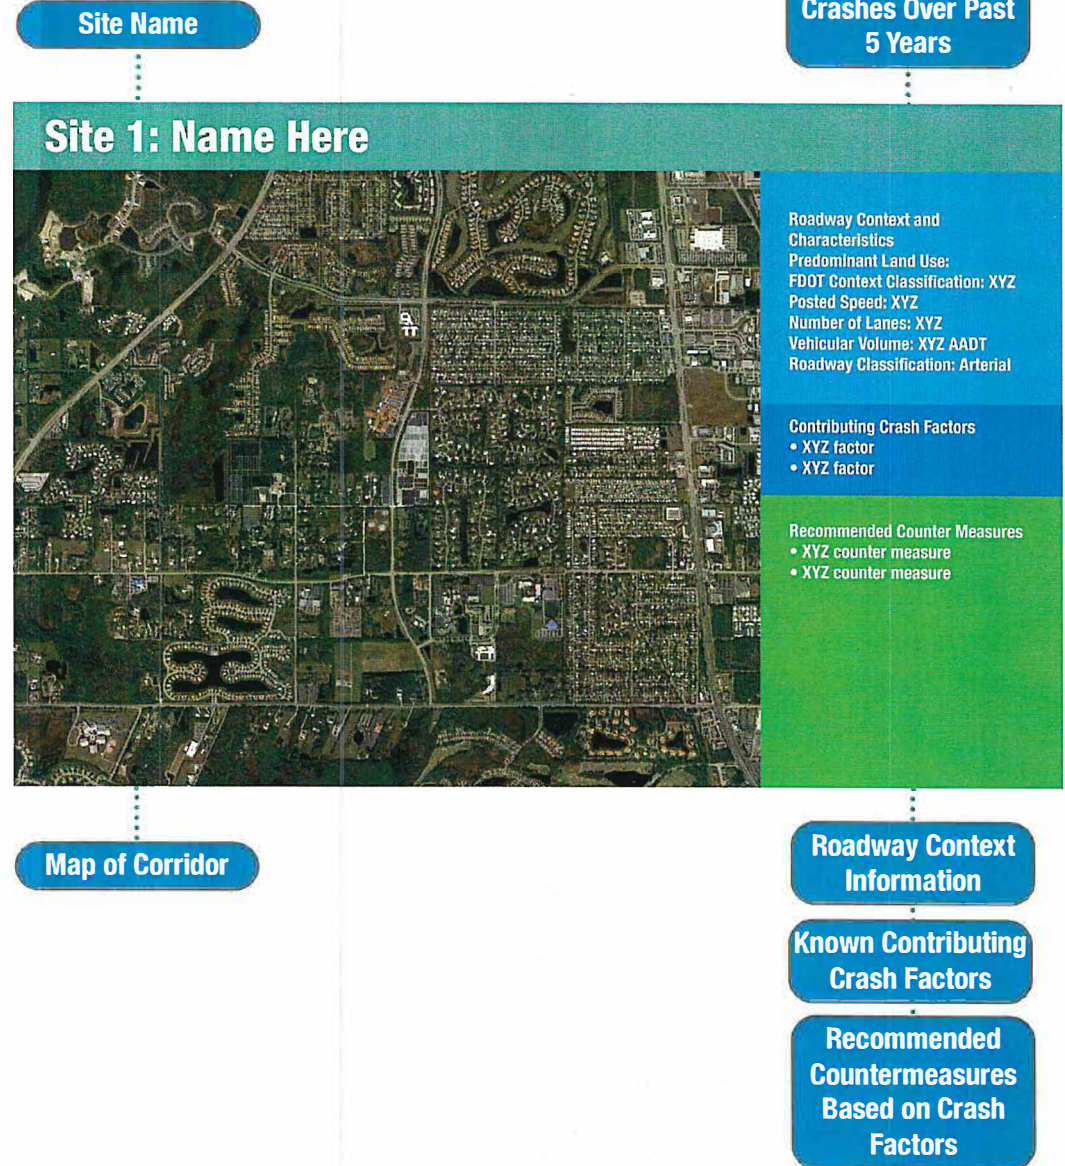 Site Name
Crashes Over Past
5 Years
Site 1: Name Here
Roadway Context and
Characteristics
Predominant Land Use:
FDOT Context Classification: XYZ
Posted Speed: XYZ
Number of Lanes: XYZ
Vehicular Volume: XYZ AADT
Roadway Classification: Arterial
Contributing Crash Factors
• XYZ factor
• XYZ factor
Recommended Counter Measures
• XYZ counter measure
• XYZ counter measure
Map of Corridor
Roadway Context
Information
Known Contributing
Crash Factors
Recommended
Countermeasures
Based on Crash
Factors